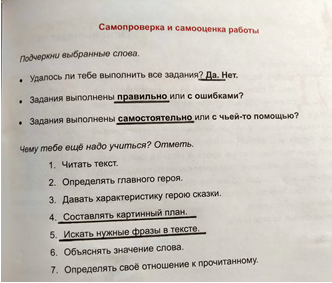 Самопроверка и самооценка работы
Подчеркни выбранные слова.
• Удалось ли тебе выполнить все задания? Да. Нет.
• Задания выполнены правильно или с ошибками?
• Задания выполнены самостоятельно или с чьей-то помощью?
Чему тебе ещё надо учиться? Отметь.
1. Читать текст.
2. Определять главного героя.
3. Давать характеристику герою сказки.
4. Составлять картинный план.
5. Искать нужные фразы в тексте.
6. Объяснять значение слова.
7. Определять своё отношение к прочитанному.